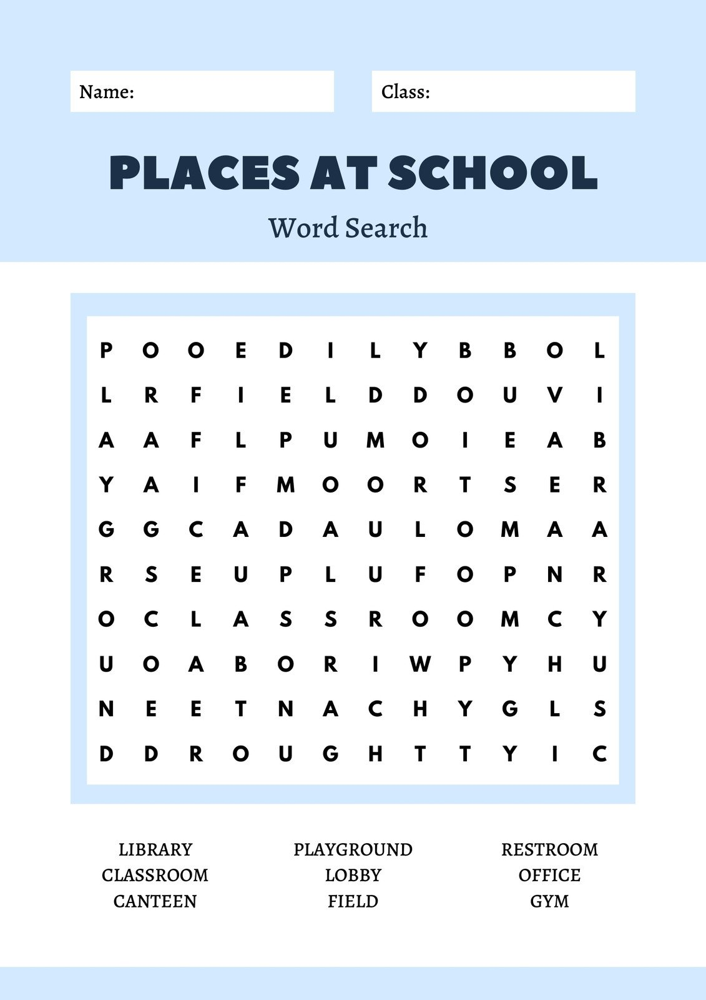 Name: Class:
PLACES AT SCHOOL
Word Search
P O O E D I L Y B B O L
L R F I E L D D O U V I
A A F L P U M O I E A B
Y A I F M O O R T S E R
G G C A D A U L O M A A
R S E U P L U F O P N R
O C L A S S R O O M C Y
U O A B O R I W P Y H U
N E E T N A C H Y G L S
D D R O U G H T T Y I C
LIBRARY PLAYGROUND RESTROOM
CLASSROOM LOBBY OFFICE
CANTEEN FIELD GYM